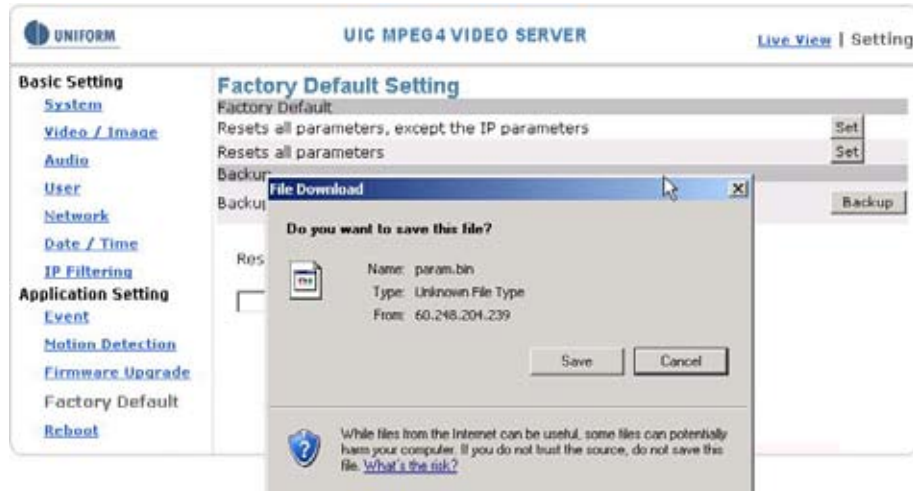 UNIFORM
UIC MPEG4 VIDEO SERVER
Live View | Setting
Basic Setting
System
Video / Image
Audio
User
Network
Date / Time
IP Filtering
Application Setting
Event
Motion Detection
Firmware Upgrade
Factory Default
Reboot
Factory Default Setting
Factory Default
Resets all parameters, except the IP parameters Set
Resets all parameters Set
Backup
Backup
Res
File Download
Do you want to save this file?
Name: param.bin
Type: Unknown File Type
From: 60.248.204.239
Save Cancel
While files from the Internet can be useful, some files can potentially
harm your computer. If you do not trust the source, do not save this
file. What's the risk?